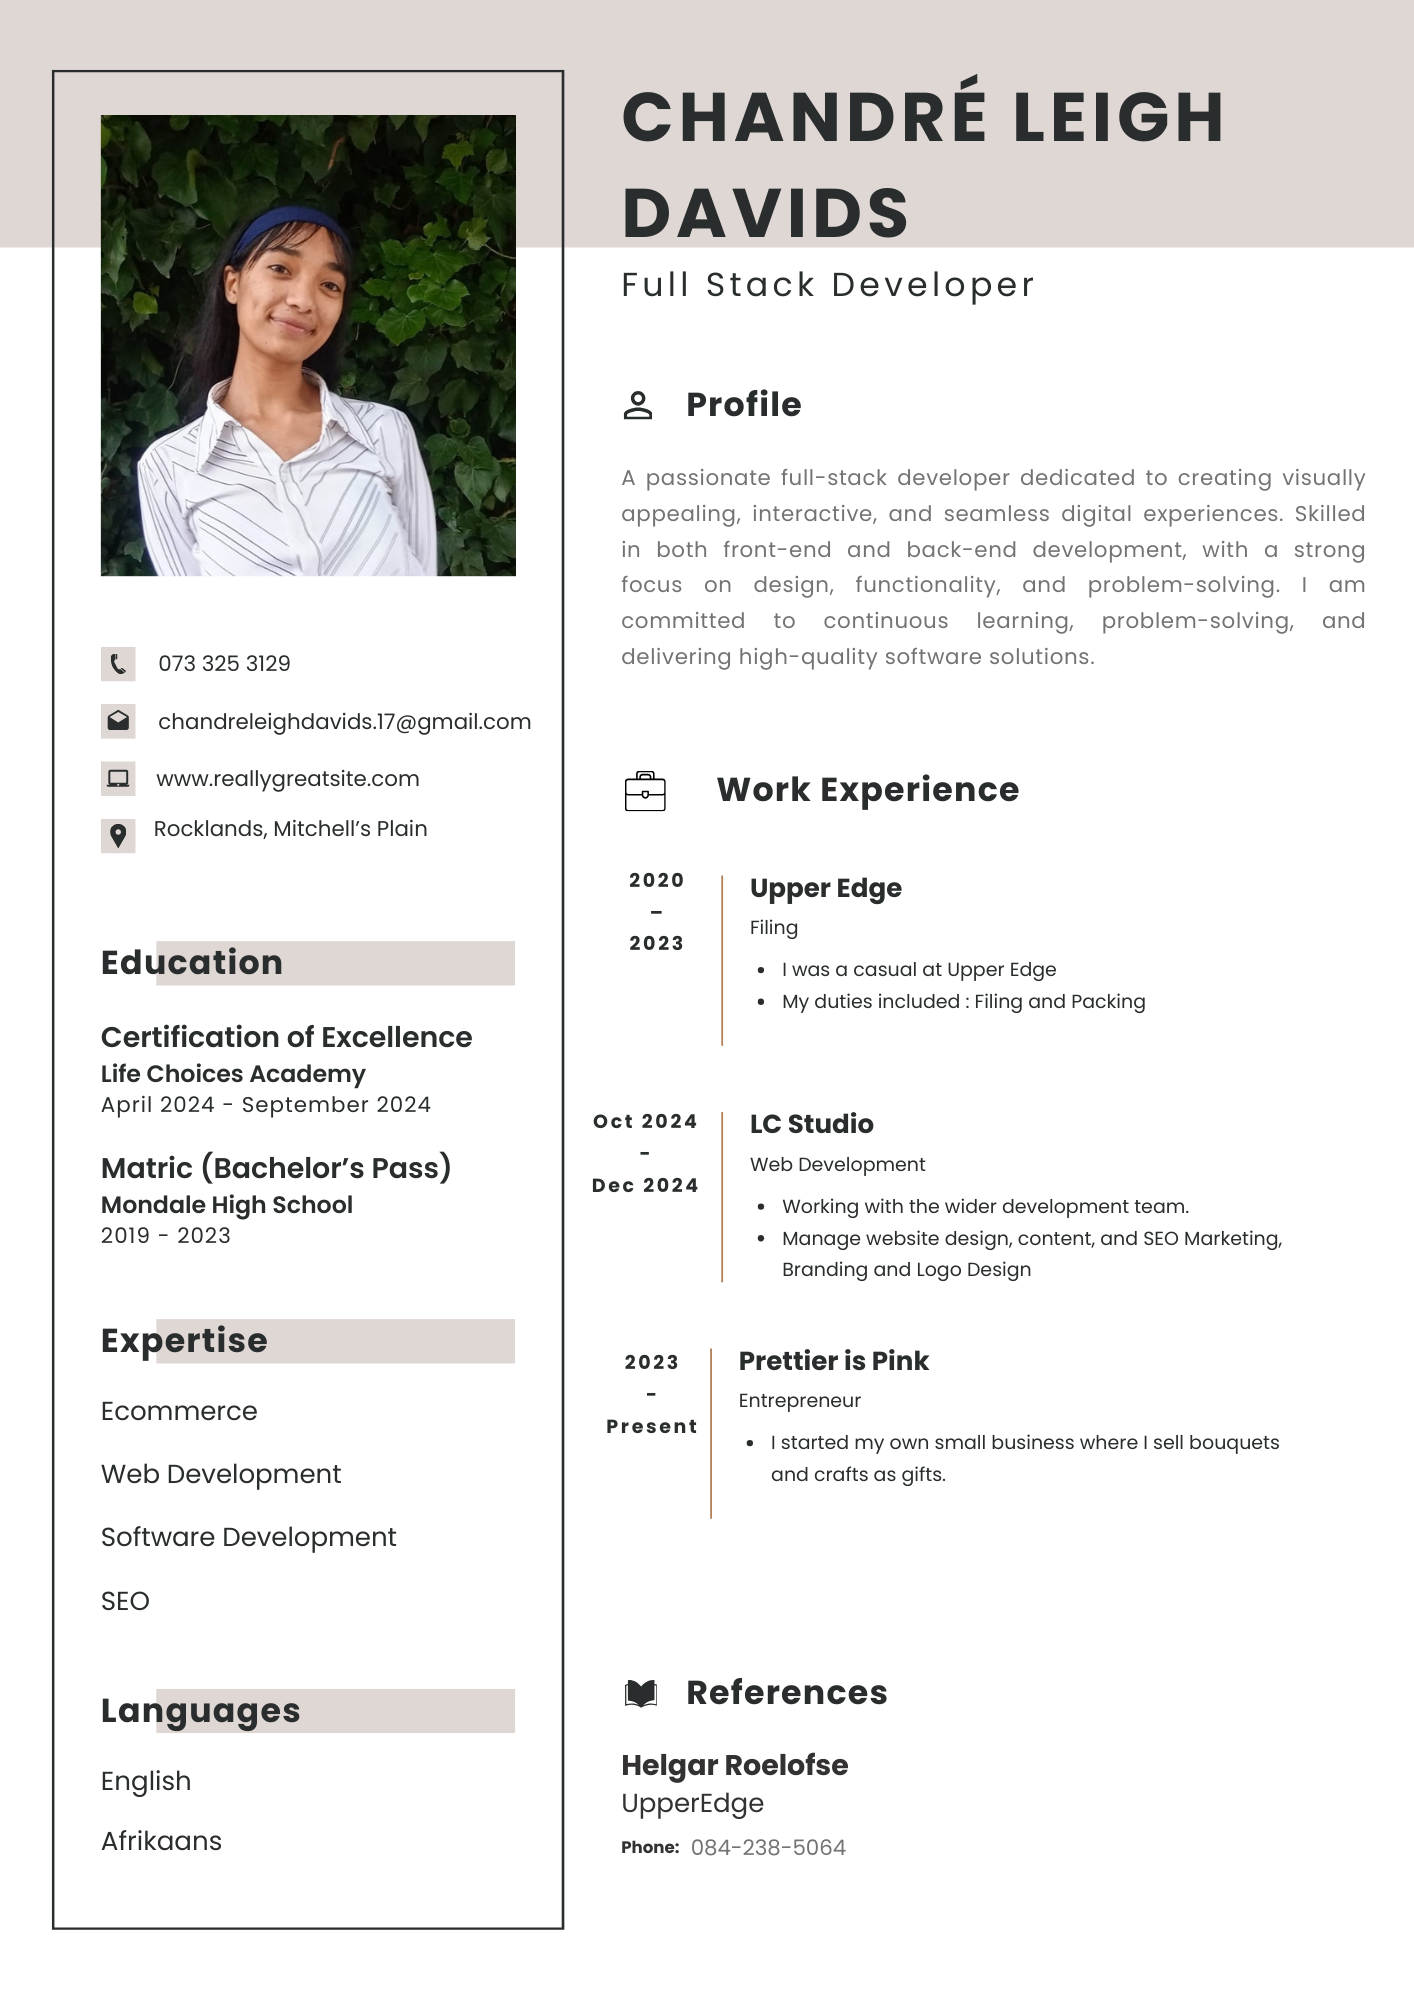 CHANDRÉ LEIGH
DAVIDS
Full Stack Developer
073 325 3129
chandreleighdavids.17@gmail.com
www.reallygreatsite.com
Rocklands, Mitchell’s Plain
Education
Certification of Excellence
Life Choices Academy
April 2024 - September 2024
Matric (Bachelor’s Pass)
Mondale High School
2019 - 2023
Expertise
Ecommerce
Web Development
Software Development
SEO
Languages
English
Afrikaans
Profile
A passionate full-stack developer dedicated to creating visually
appealing, interactive, and seamless digital experiences. Skilled
in both front-end and back-end development, with a strong
focus on design, functionality, and problem-solving. I am
committed to continuous learning, problem-solving, and
delivering high-quality software solutions.
Work Experience
2020
–
2023
Upper Edge
Filing
• I was a casual at Upper Edge
• My duties included : Filing and Packing
Oct 2024
-
Dec 2024
LC Studio
Web Development
• Working with the wider development team.
• Manage website design, content, and SEO Marketing,
Branding and Logo Design
2023
-
Present
Prettier is Pink
Entrepreneur
• I started my own small business where I sell bouquets
and crafts as gifts.
References
Helgar Roelofse
UpperEdge
Phone: 084-238-5064